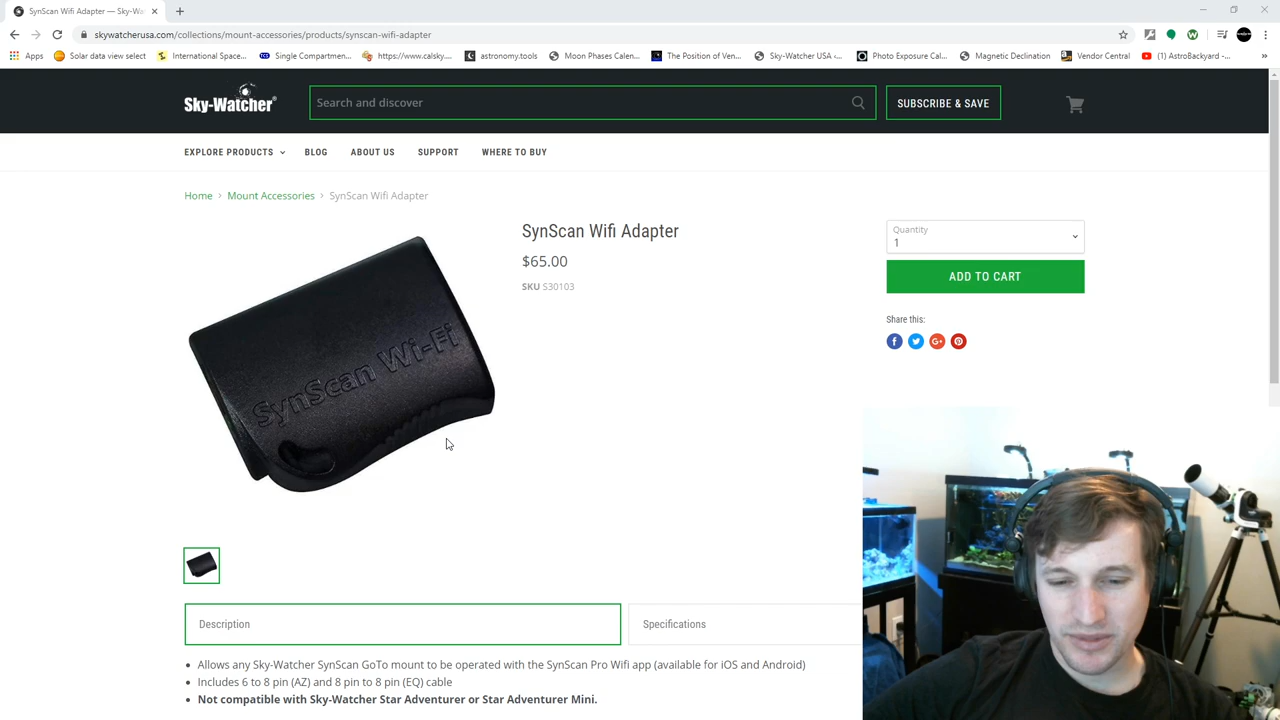 SynScan Wifi Adapter — Sky-Wa
skywatcherusa.com/collections/mount-accessories/products/synscan-wifi-adapter
Apps
Solar data view select
International Space...
Single Compartmen...
https://www.calsky....
astronomy.tools
Moon Phases Calen...
The Position of Ven...
Sky-Watcher USA ‹...
Photo Exposure Cal...
Magnetic Declination
Vendor Central
(1) AstroBackyard -...
»
Sky-Watcher®
Search and discover
SUBSCRIBE & SAVE
EXPLORE PRODUCTS
BLOG
ABOUT US
SUPPORT
WHERE TO BUY
Home › Mount Accessories › SynScan Wifi Adapter
SynScan Wi-Fi
SynScan Wifi Adapter
$65.00
SKU S30103
Quantity
1
ADD TO CART
Share this:
Description
Specifications
• Allows any Sky-Watcher SynScan GoTo mount to be operated with the SynScan Pro Wifi app (available for iOS and Android)
• Includes 6 to 8 pin (AZ) and 8 pin to 8 pin (EQ) cable
• Not compatible with Sky-Watcher Star Adventurer or Star Adventurer Mini.